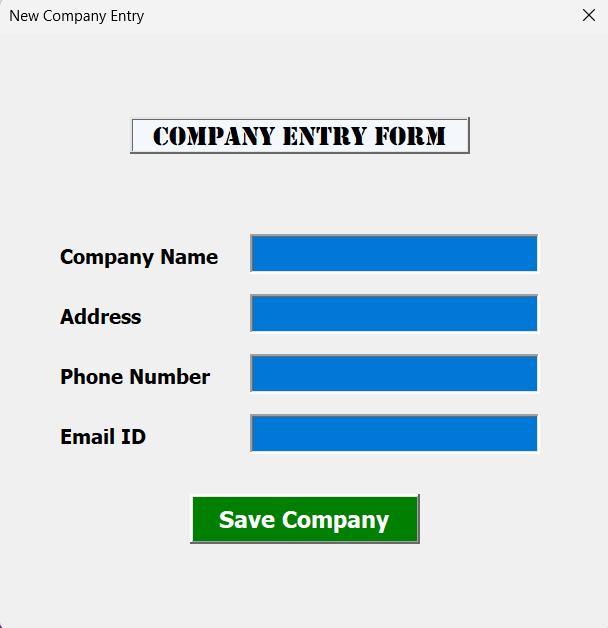 New Company Entry
COMPANY ENTRY FORM
Company Name
Address
Phone Number
Email ID
Save Company